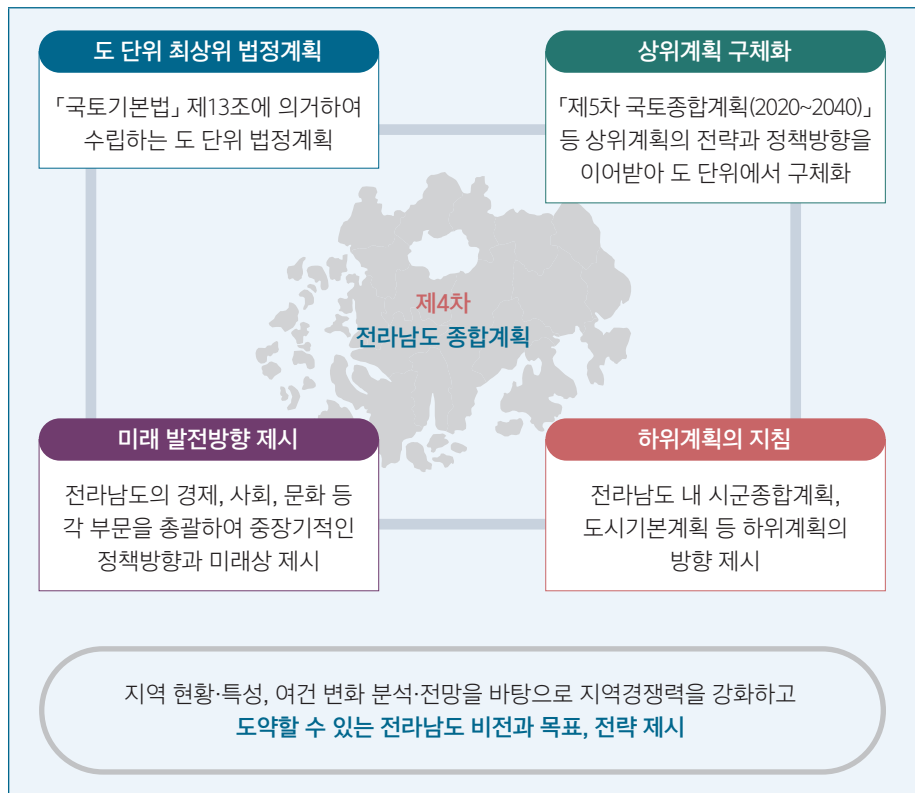 도 단위 최상위 법정계획
「국토기본법」 제13조에 의거하여
수립하는 도 단위 법정계획
상위계획 구체화
「제5차 국토종합계획(2020~2040)」
등 상위계획의 전략과 정책방향을
이어받아 도 단위에서 구체화
제4차
전라남도 종합계획
미래 발전방향 제시
전라남도의 경제, 사회, 문화 등
각 부문을 총괄하여 중장기적인
정책방향과 미래상 제시
하위계획의 지침
전라남도 내 시군종합계획,
도시기본계획 등 하위계획의
방향 제시
지역 현황·특성, 여건 변화 분석·전망을 바탕으로 지역경쟁력을 강화하고
도약할 수 있는 전라남도 비전과 목표, 전략 제시